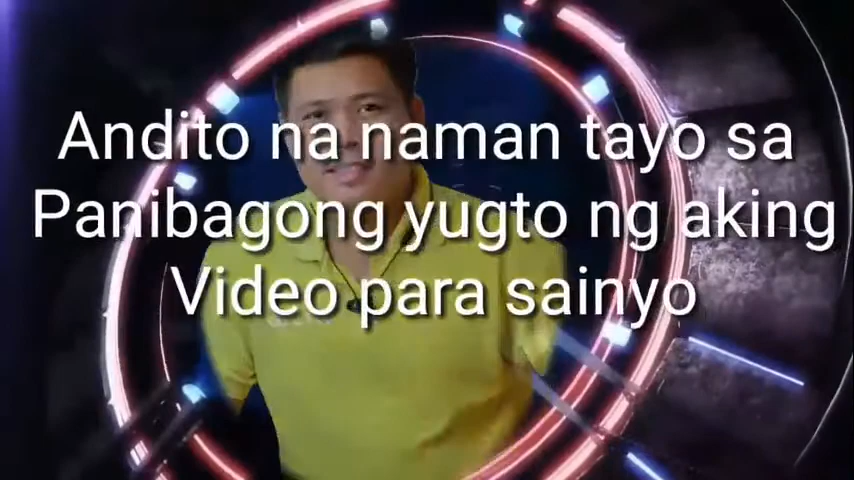 Andito na naman tayo sa
Panibagong yugto ng aking
Video para sainyo